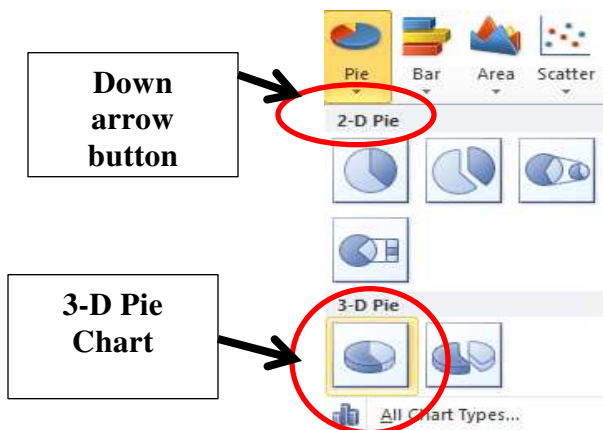 Pie Bar Area Scatter
Down
arrow
button
2-D Pie
3-D Pie
Chart
3-D Pie
All Chart Types...